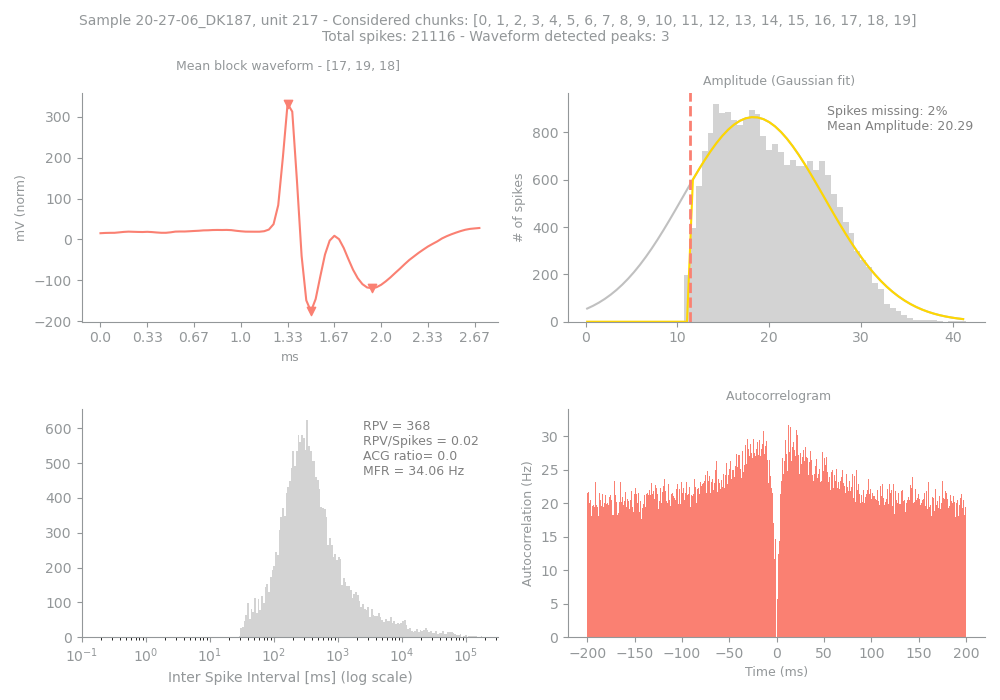 Sample 20-27-06_DK187, unit 217 - Considered chunks: [0, 1, 2, 3, 4, 5, 6, 7, 8, 9, 10, 11, 12, 13, 14, 15, 16, 17, 18, 19]
Total spikes: 21116 - Waveform detected peaks: 3
Mean block waveform - [17, 19, 18]
300
200
100
0
−100
−200
mV (norm)
0.0 0.33 0.67 1.0 1.33 1.67 2.0 2.33 2.67
ms
Amplitude (Gaussian fit)
Spikes missing: 2%
Mean Amplitude: 20.29
800
600
400
200
0
# of spikes
0 10 20 30 40
RPV = 368
RPV/Spikes = 0.02
ACG ratio= 0.0
MFR = 34.06 Hz
600
500
400
300
200
100
0
10⁻¹ 10⁰ 10¹ 10² 10³ 10⁴ 10⁵
Inter Spike Interval [ms] (log scale)
Autocorrelogram
30
25
20
15
10
5
0
Autocorrelation (Hz)
−200 −150 −100 −50 0 50 100 150 200
Time (ms)